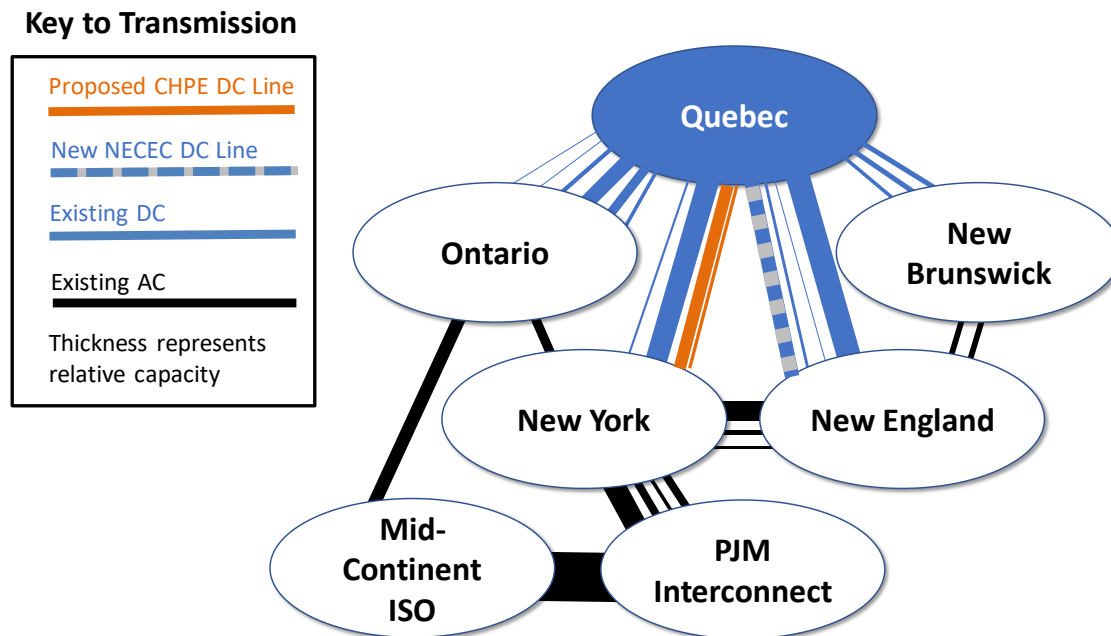 Key to Transmission
Proposed CHPE DC Line
New NECEC DC Line
Existing DC
Existing AC
Thickness represents
relative capacity
Quebec
Ontario
New
Brunswick
New York
New England
Mid-
Continent
ISO
PJM
Interconnect